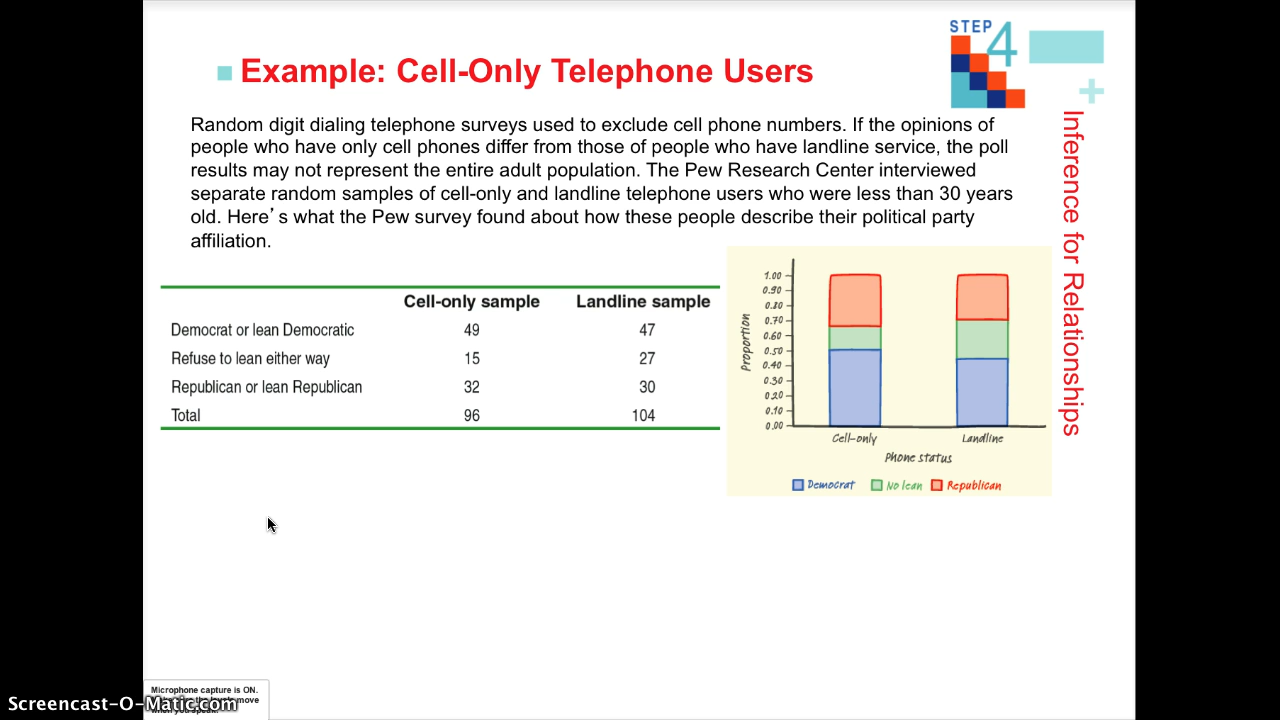 STEP 4
Example: Cell-Only Telephone Users
+
Random digit dialing telephone surveys used to exclude cell phone numbers. If the opinions of
people who have only cell phones differ from those of people who have landline service, the poll
results may not represent the entire adult population. The Pew Research Center interviewed
separate random samples of cell-only and landline telephone users who were less than 30 years
old. Here’s what the Pew survey found about how these people describe their political party
affiliation.
Inference for Relationships
Cell-only sample Landline sample
Democrat or lean Democratic 49 47
Refuse to lean either way 15 27
Republican or lean Republican 32 30
Total 96 104
Proportion
1.00
0.90
0.80
0.70
0.60
0.50
0.40
0.30
0.20
0.10
0.00
Cell-only Landline
Phone status
Democrat No lean Republican
Microphone capture is ON.
move
Screencast-O-Matic.com